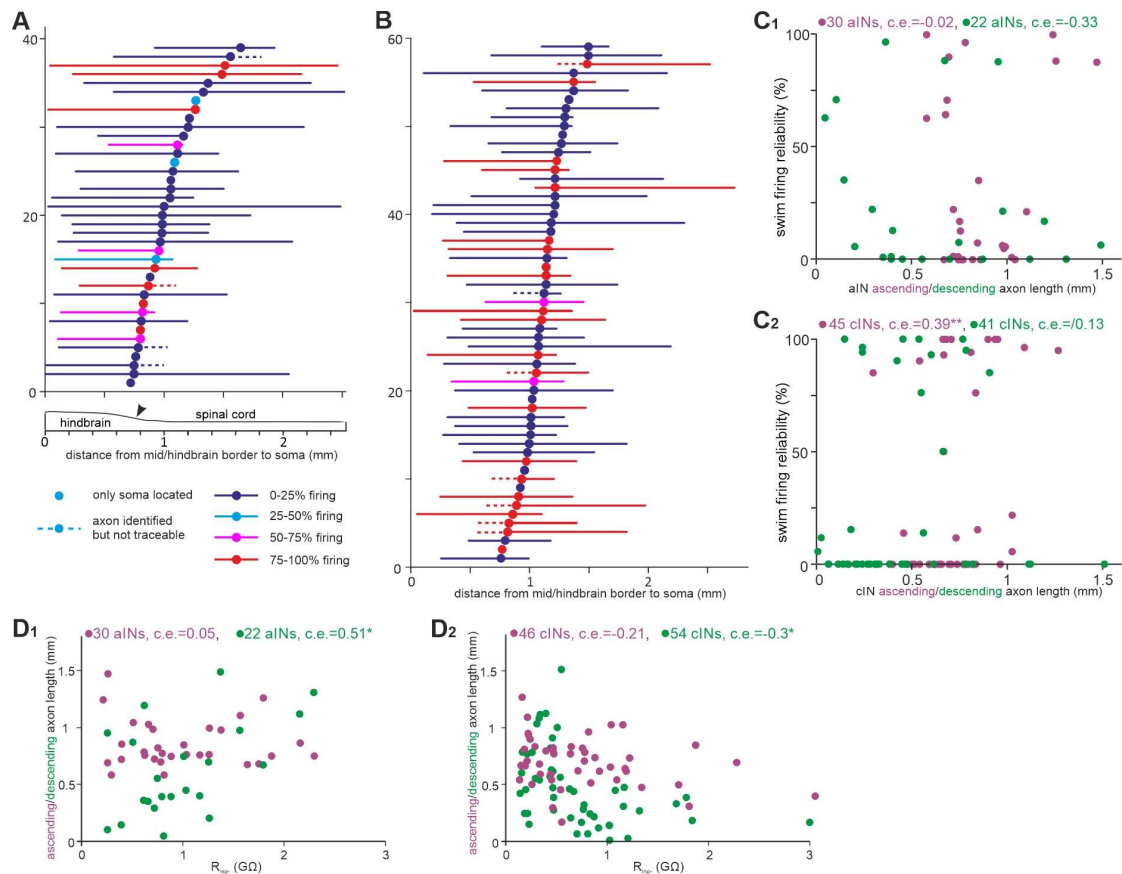 A
B
C1
30 aINs, c.e.=-0.02, 22 aINs, c.e.=-0.33
40
20
0
hindbrain
spinal cord
0 1 2
distance from mid/hindbrain border to soma (mm)
only soma located
axon identified
but not traceable
0-25% firing
25-50% firing
50-75% firing
75-100% firing
60
50
40
30
20
10
0
0 1 2
distance from mid/hindbrain border to soma (mm)
swim firing reliability (%)
100
50
0
0 0.5 1 1.5
aIN ascending/descending axon length (mm)
C2
45 cINs, c.e.=0.39**, 41 cINs, c.e.=/0.13
swim firing reliability (%)
100
50
0
0 0.5 1 1.5
cIN ascending/descending axon length (mm)
D1
30 aINs, c.e.=0.05, 22 aINs, c.e.=0.51*
ascending/descending axon length (mm)
1.5
1
0.5
0
0 1 2 3
Rinp. (GΩ)
D2
46 cINs, c.e.=-0.21, 54 cINs, c.e.=-0.3*
1.5
1
0.5
0
0 1 2 3
Rinp. (GΩ)